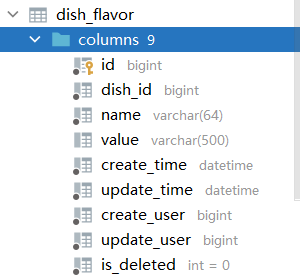 dish_flavor
columns 9
id bigint
dish_id bigint
name varchar(64)
value varchar(500)
create_time datetime
update_time datetime
create_user bigint
update_user bigint
is_deleted int = 0